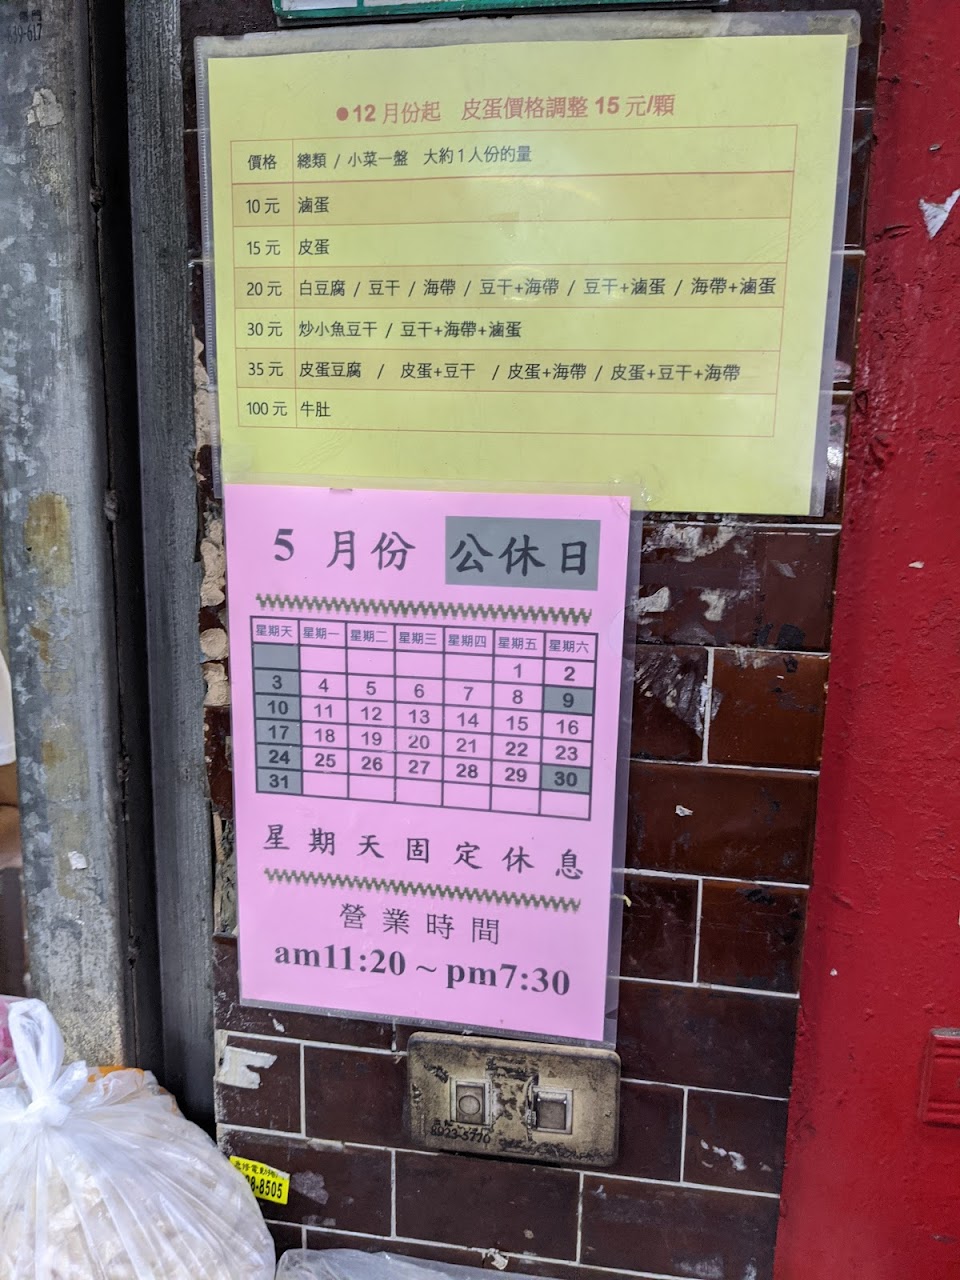 639-617
●12月份起 皮蛋價格調整15元/顆
價格 總類 / 小菜一盤 大約1人份的量
10元 滷蛋
15元 皮蛋
20元 白豆腐 / 豆干 / 海帶 / 豆干+海帶 / 豆干+滷蛋 / 海帶+滷蛋
30元 炒小魚豆干 / 豆干+海帶+滷蛋
35元 皮蛋豆腐 / 皮蛋+豆干 / 皮蛋+海帶 / 皮蛋+豆干+海帶
100元 牛肚
5月份 公休日
星期天 星期一 星期二 星期三 星期四 星期五 星期六
1 2
3 4 5 6 7 8 9
10 11 12 13 14 15 16
17 18 19 20 21 22 23
24 25 26 27 28 29 30
31
星期天固定休息
營業時間
am11:20 ~ pm7:30
8923-5770
-8505